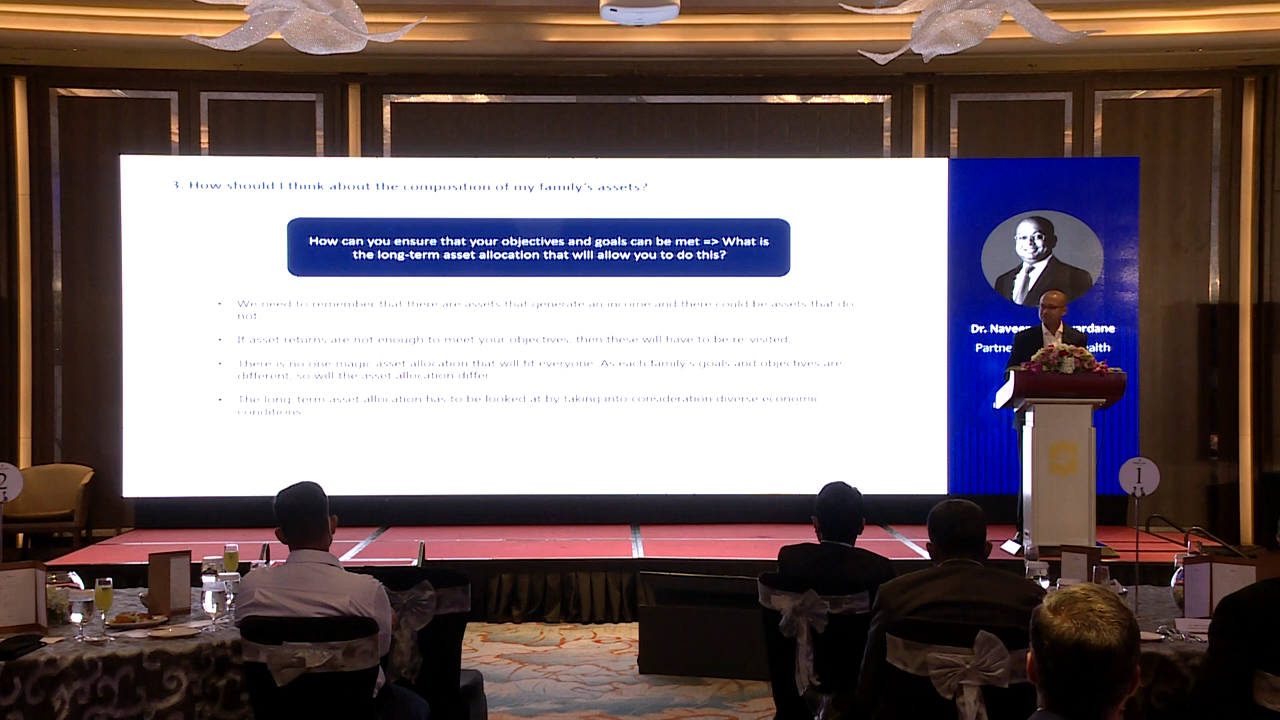 3. How should I think about the composition of my family's assets?
How can you ensure that your objectives and goals can be met => What is
the long-term asset allocation that will allow you to do this?
• We need to remember that there are assets that generate an income and there could be assets that do
not.
• If asset returns are not enough to meet your objectives, then these will have to be re-visited.
• There is no one magic asset allocation that will fit everyone. As each family's goals and objectives are
different, so will the asset allocation differ.
• The long-term asset allocation has to be looked at by taking into consideration diverse economic
conditions.
Dr.
1
2